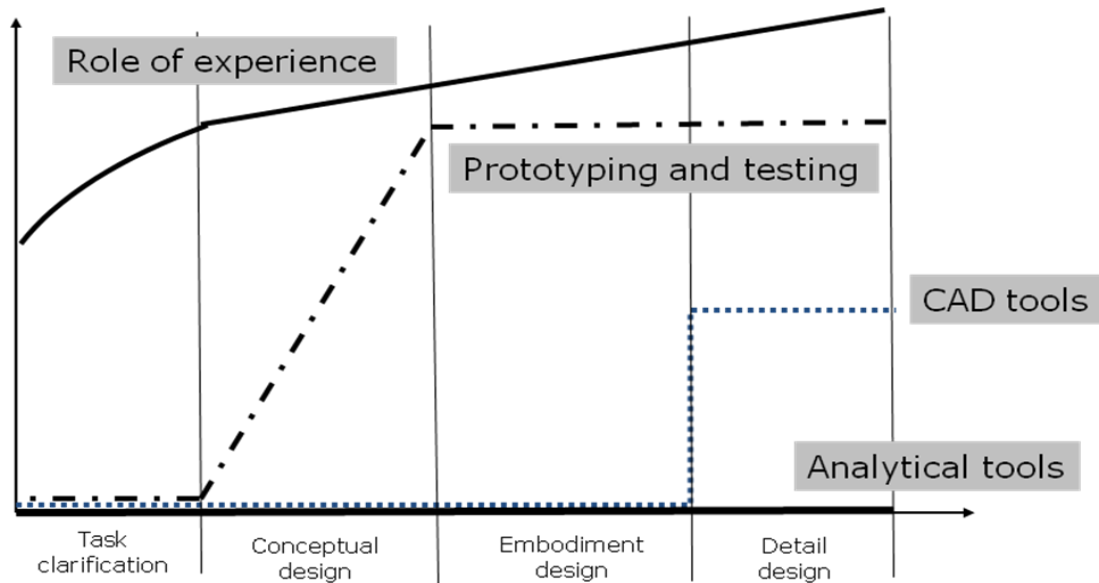 Role of experience
Prototyping and testing
CAD tools
Analytical tools
Task
clarification
Conceptual
design
Embodiment
design
Detail
design